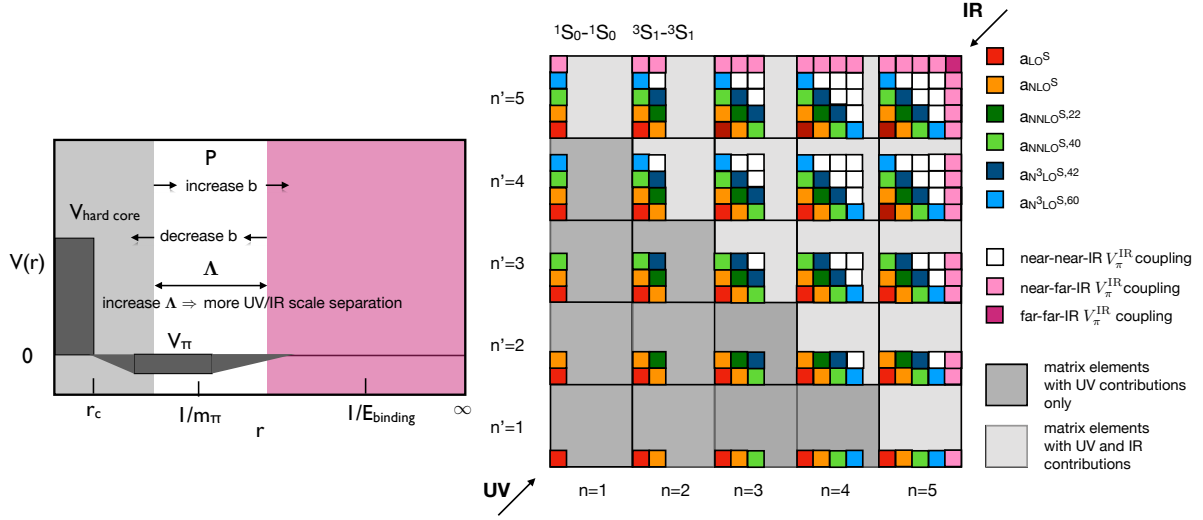 P
increase b
V hard core
decrease b
V(r)
Λ
increase Λ ⇒ more UV/IR scale separation
Vπ
0
r_c
1/mπ
1/E_binding
∞
r
¹S₀-¹S₀ ³S₁-³S₁
n'=5
n'=4
n'=3
n'=2
n'=1
UV
n=1 n=2 n=3 n=4 n=5
IR
a_LO^S
a_NLO^S
a_NNLO^S,22
a_NNLO^S,40
a_N³LO^S,42
a_N³LO^S,60
near-near-IR V_π^IR coupling
near-far-IR V_π^IR coupling
far-far-IR V_π^IR coupling
matrix elements
with UV contributions
only
matrix elements
with UV and IR
contributions